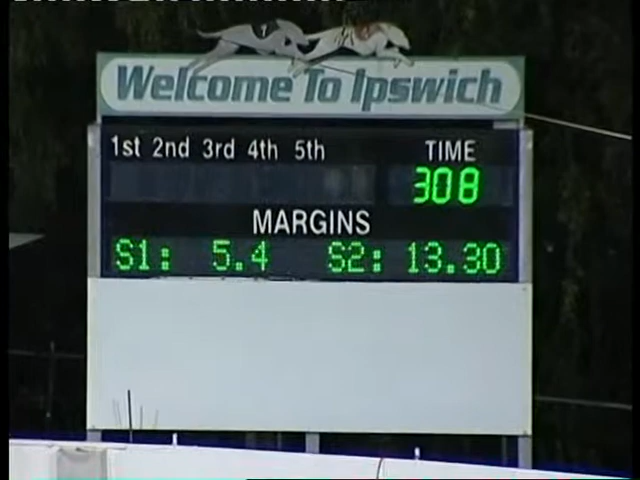 Welcome To Ipswich
1st 2nd 3rd 4th 5th TIME
308
MARGINS
S1: 5.4 S2: 13.30